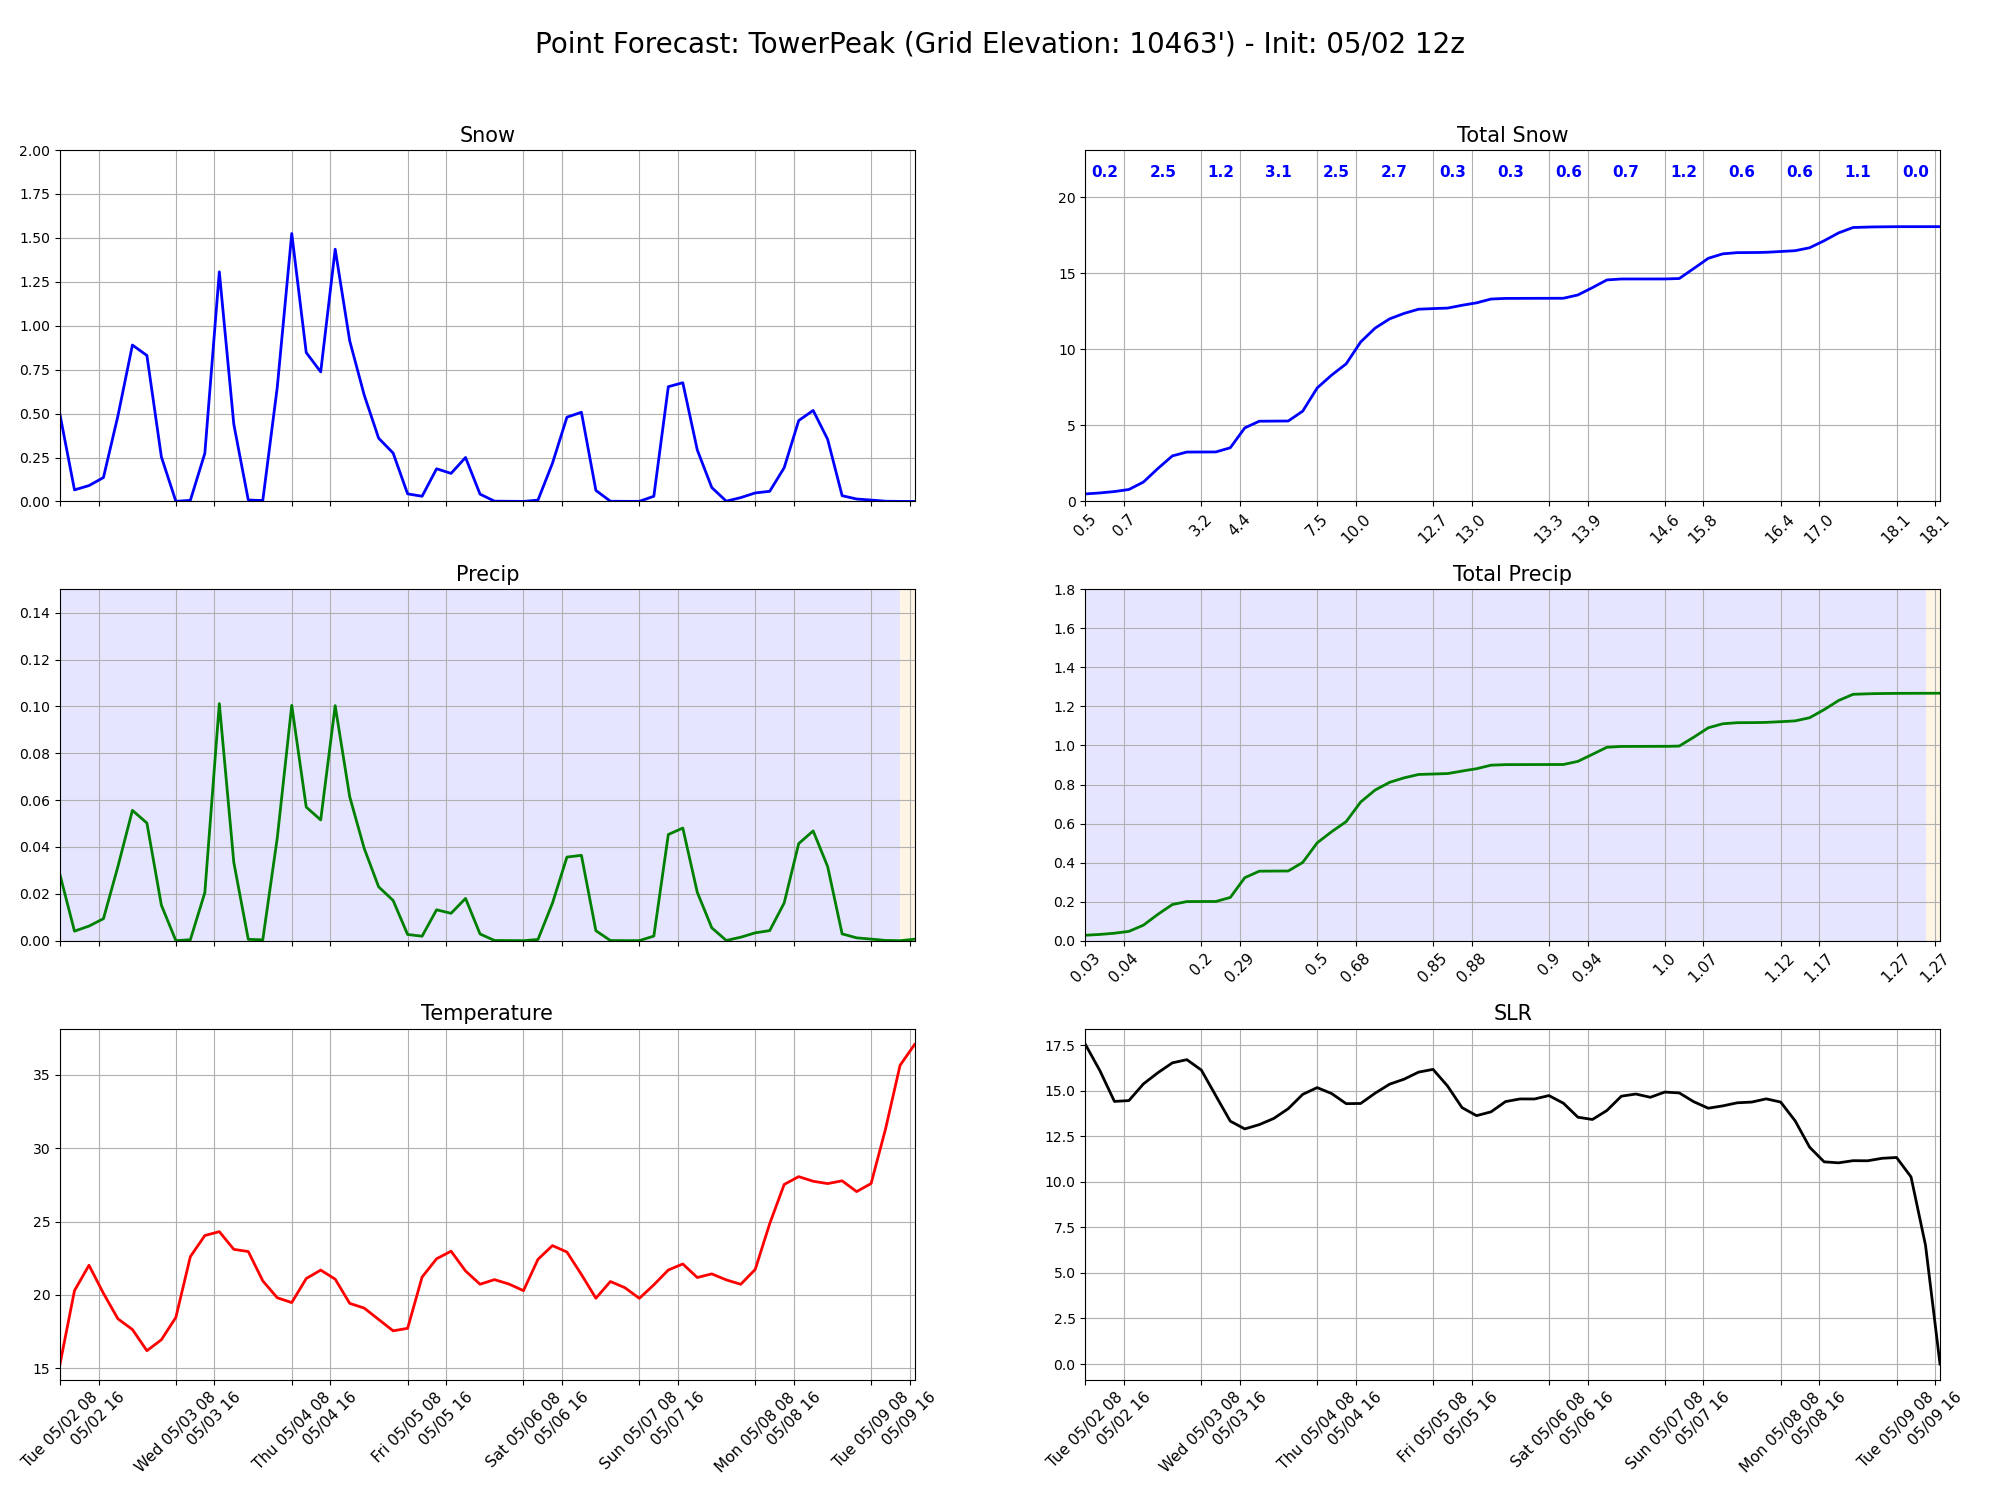 Point Forecast: TowerPeak (Grid Elevation: 10463') - Init: 05/02 12z
Snow
2.00
1.75
1.50
1.25
1.00
0.75
0.50
0.25
0.00
Total Snow
0.2 2.5 1.2 3.1 2.5 2.7 0.3 0.3 0.6 0.7 1.2 0.6 0.6 1.1 0.0
20
15
10
5
0
0.5 0.7 3.2 4.4 7.5 10.0 12.7 13.0 13.3 13.9 14.6 15.8 16.4 17.0 18.1 18.1
Precip
0.14
0.12
0.10
0.08
0.06
0.04
0.02
0.00
Total Precip
1.8
1.6
1.4
1.2
1.0
0.8
0.6
0.4
0.2
0.0
0.03 0.04 0.2 0.29 0.5 0.68 0.85 0.88 0.9 0.94 1.0 1.07 1.12 1.17 1.27 1.27
Temperature
35
30
25
20
15
Tue 05/02 08
05/02 16
Wed 05/03 08
05/03 16
Thu 05/04 08
05/04 16
Fri 05/05 08
05/05 16
Sat 05/06 08
05/06 16
Sun 05/07 08
05/07 16
Mon 05/08 08
05/08 16
Tue 05/09 08
05/09 16
SLR
17.5
15.0
12.5
10.0
7.5
5.0
2.5
0.0
Tue 05/02 08
05/02 16
Wed 05/03 08
05/03 16
Thu 05/04 08
05/04 16
Fri 05/05 08
05/05 16
Sat 05/06 08
05/06 16
Sun 05/07 08
05/07 16
Mon 05/08 08
05/08 16
Tue 05/09 08
05/09 16